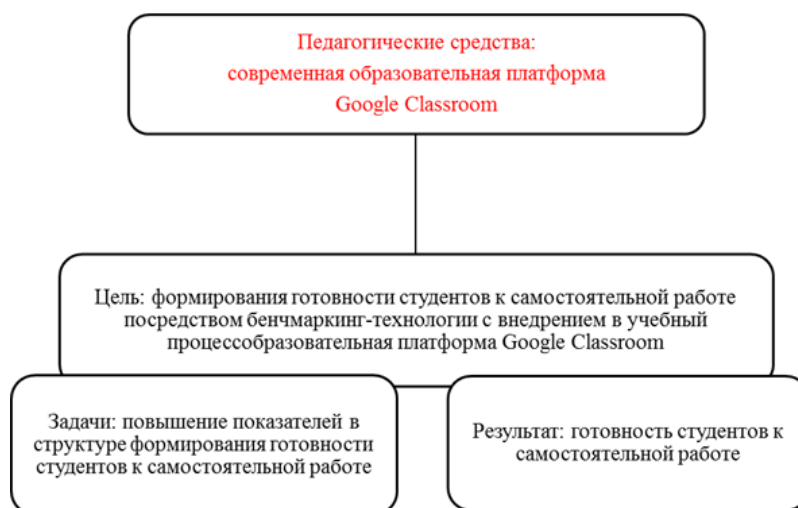 Педагогические средства:
современная образовательная платформа
Google Classroom
Цель: формирования готовности студентов к самостоятельной работе
посредством бенчмаркинг-технологии с внедрением в учебный
процессобразовательная платформа Google Classroom
Задачи: повышение показателей в
структуре формирования готовности
студентов к самостоятельной работе
Результат: готовность студентов к
самостоятельной работе